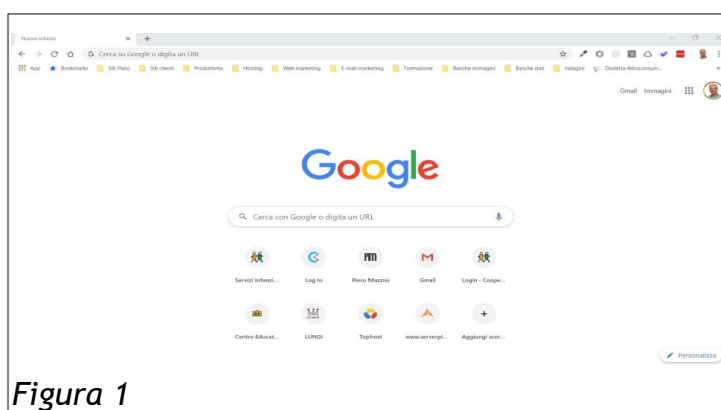 Nuova scheda
Cerca su Google o digita un URL
App Bookmarks Siti Piero Siti clienti Produttività Hosting Web marketing E-mail marketing Formazione Banche immagini Banche dati Indagini Disdetta Altroconsum...
Gmail Immagini
Google
Cerca con Google o digita un URL
Servizi Infanzi... Log In Piero Mazzini Gmail Login - Coope...
Centro Educat... LUNGI Tophost www.serverpl... Aggiungi scor...
Personalizza
Figura 1